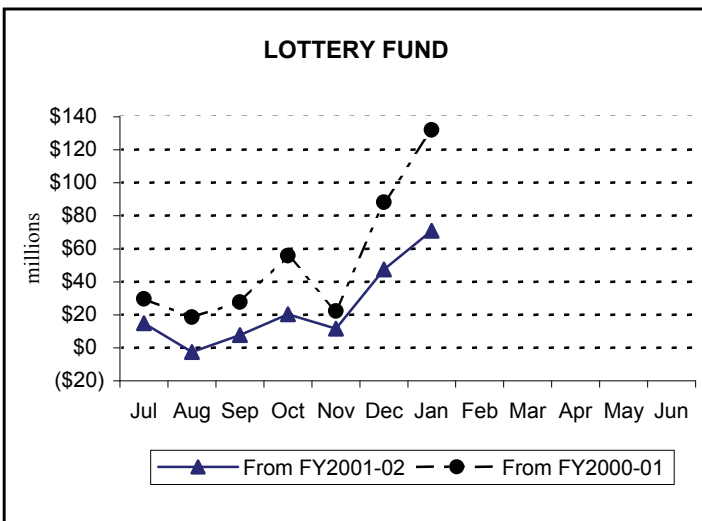 LOTTERY FUND
millions
$140
$120
$100
$80
$60
$40
$20
$0
($20)
Jul Aug Sep Oct Nov Dec Jan Feb Mar Apr May Jun
From FY2001-02 From FY2000-01